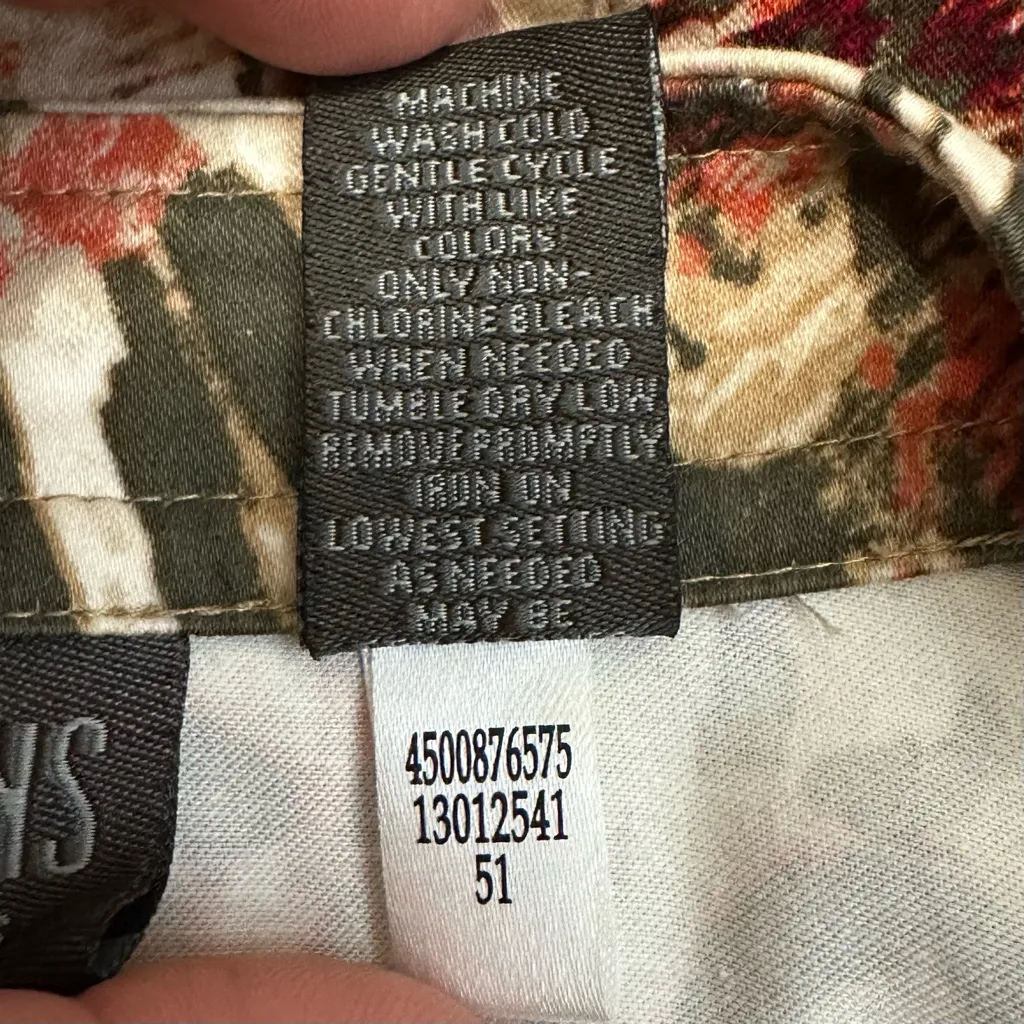 MACHINE
WASH COLD
GENTLE CYCLE
WITH LIKE
COLORS
ONLY NON-
CHLORINE BLEACH
WHEN NEEDED
TUMBLE DRY LOW
REMOVE PROMPTLY
IRON ON
LOWEST SETTING
AS NEEDED
MAY BE
4500876575
13012541
51